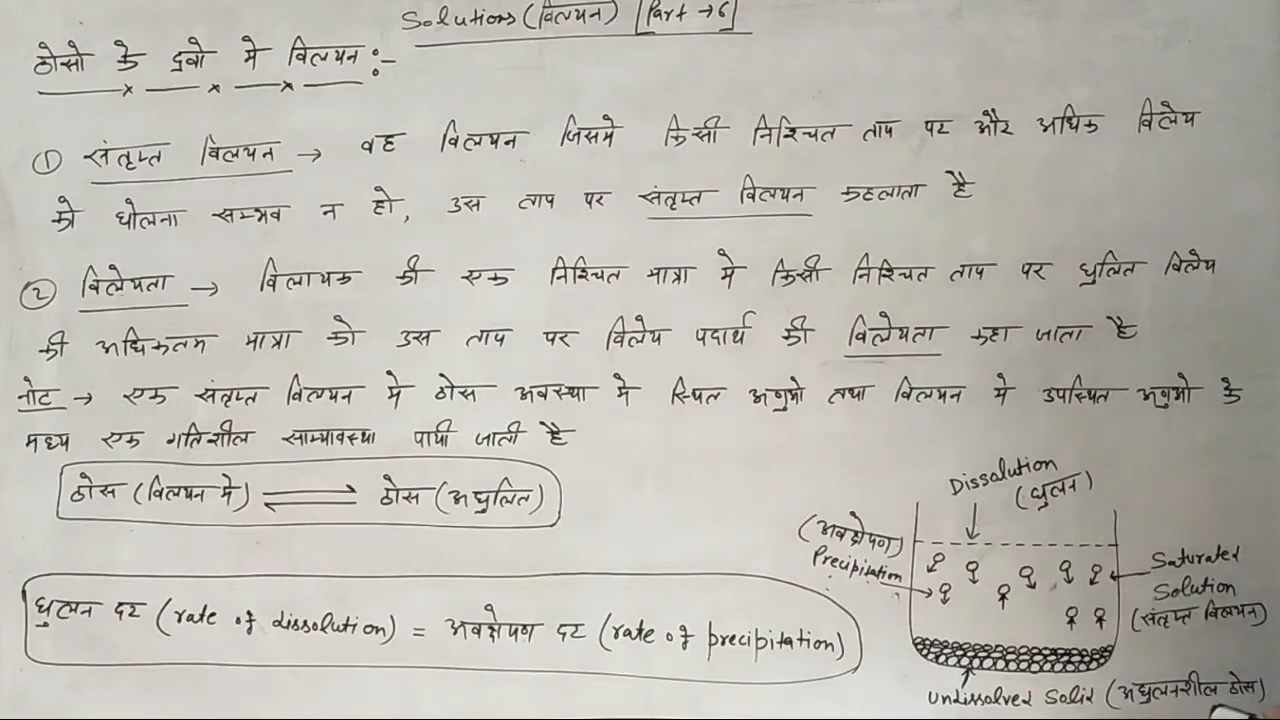 Solutions (विलयन) [Part → 6]
ठोसो के द्रवो मे विलयन :-
① संतृप्त विलयन → वह विलयन जिसमे किसी निश्चित ताप पर और अधिक विलेय
को घोलना सम्भव न हो, उस ताप पर संतृप्त विलयन कहलाता है
② विलेयता → विलायक की एक निश्चित मात्रा मे किसी निश्चित ताप पर घुलित विलेय
की अधिकतम मात्रा को उस ताप पर विलेय पदार्थ की विलेयता कहा जाता है
नोट → एक संतृप्त विलयन मे ठोस अवस्था मे स्थित अणुओ तथा विलयन मे उपस्थित अणुओ के
मध्य एक गतिशील साम्यावस्था पायी जाती है
ठोस (विलयन मे) ⇌ ठोस (अघुलित)
घुलन दर (rate of dissolution) = अवक्षेपण दर (rate of precipitation)
Dissolution
(घुलन)
(अवक्षेपण)
Precipitation
Saturated
Solution
(संतृप्त विलयन)
Undissolved Solid (अघुलनशील ठोस)